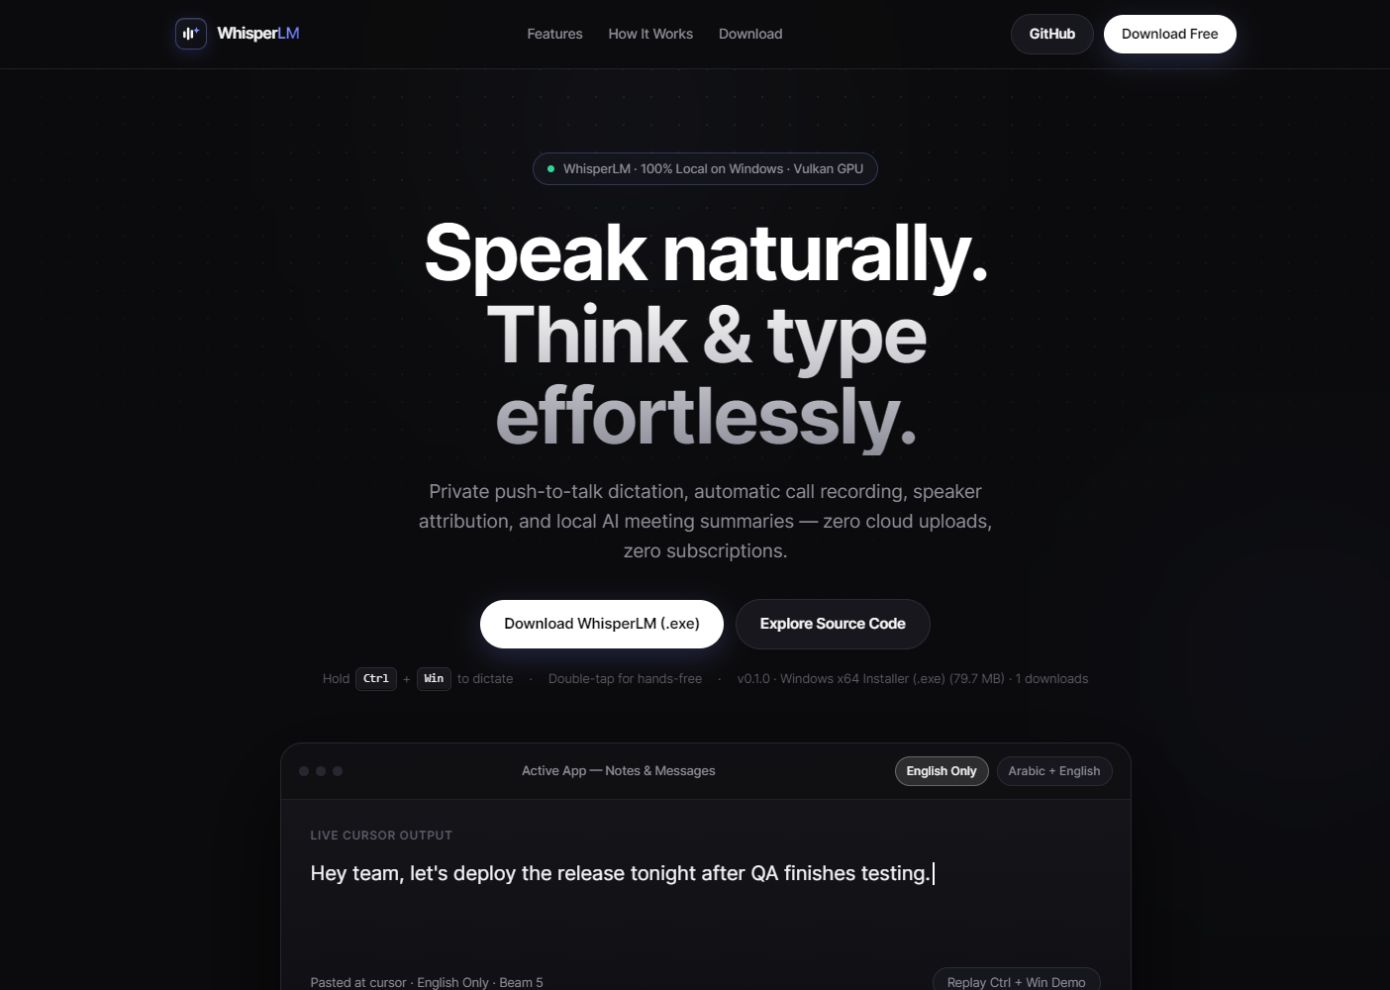 WhisperLM
Features
How It Works
Download
GitHub
Download Free
WhisperLM · 100% Local on Windows · Vulkan GPU
Speak naturally.
Think & type
effortlessly.
Private push-to-talk dictation, automatic call recording, speaker
attribution, and local AI meeting summaries — zero cloud uploads,
zero subscriptions.
Download WhisperLM (.exe)
Explore Source Code
Hold Ctrl + Win to dictate · Double-tap for hands-free · v0.1.0 · Windows x64 Installer (.exe) (79.7 MB) · 1 downloads
Active App — Notes & Messages
English Only
Arabic + English
LIVE CURSOR OUTPUT
Hey team, let's deploy the release tonight after QA finishes testing.
Pasted at cursor · English Only · Beam 5
Replay Ctrl + Win Demo